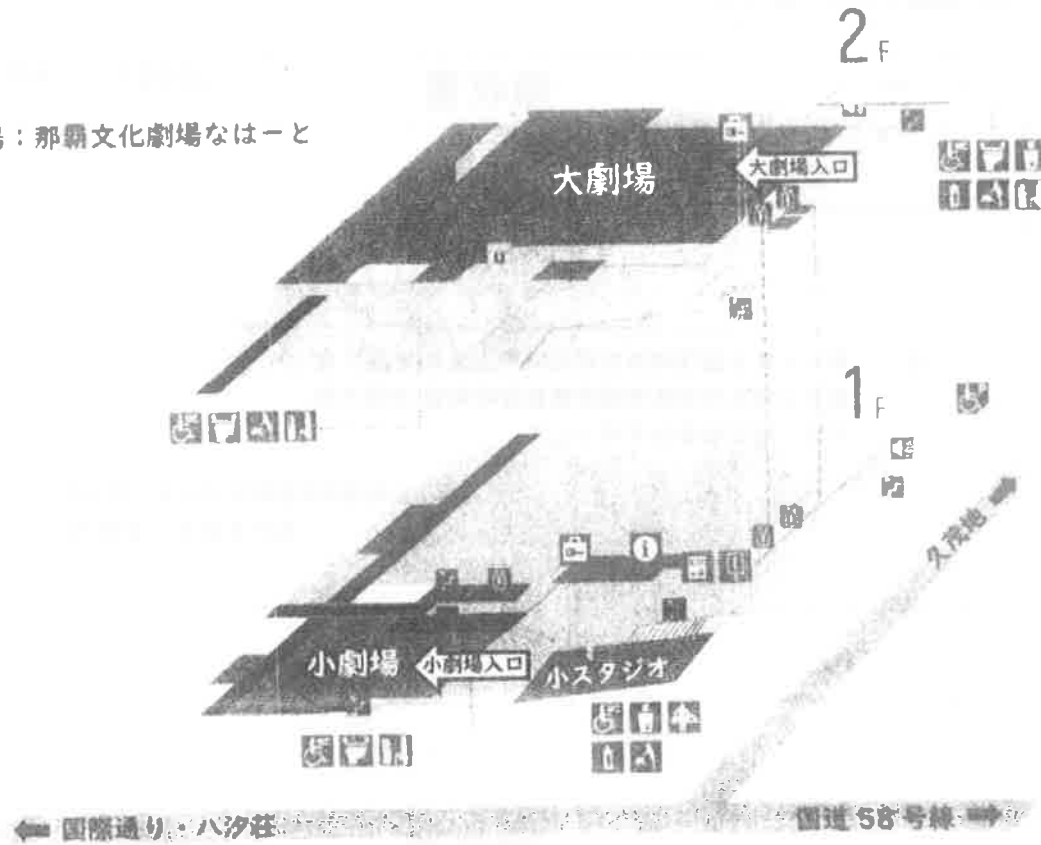 2F
：那覇文化劇場なはーと
大劇場
大劇場入口
1F
久茂地
小劇場
小劇場入口
小スタジオ
国際通り・八汐荘
国道58号線